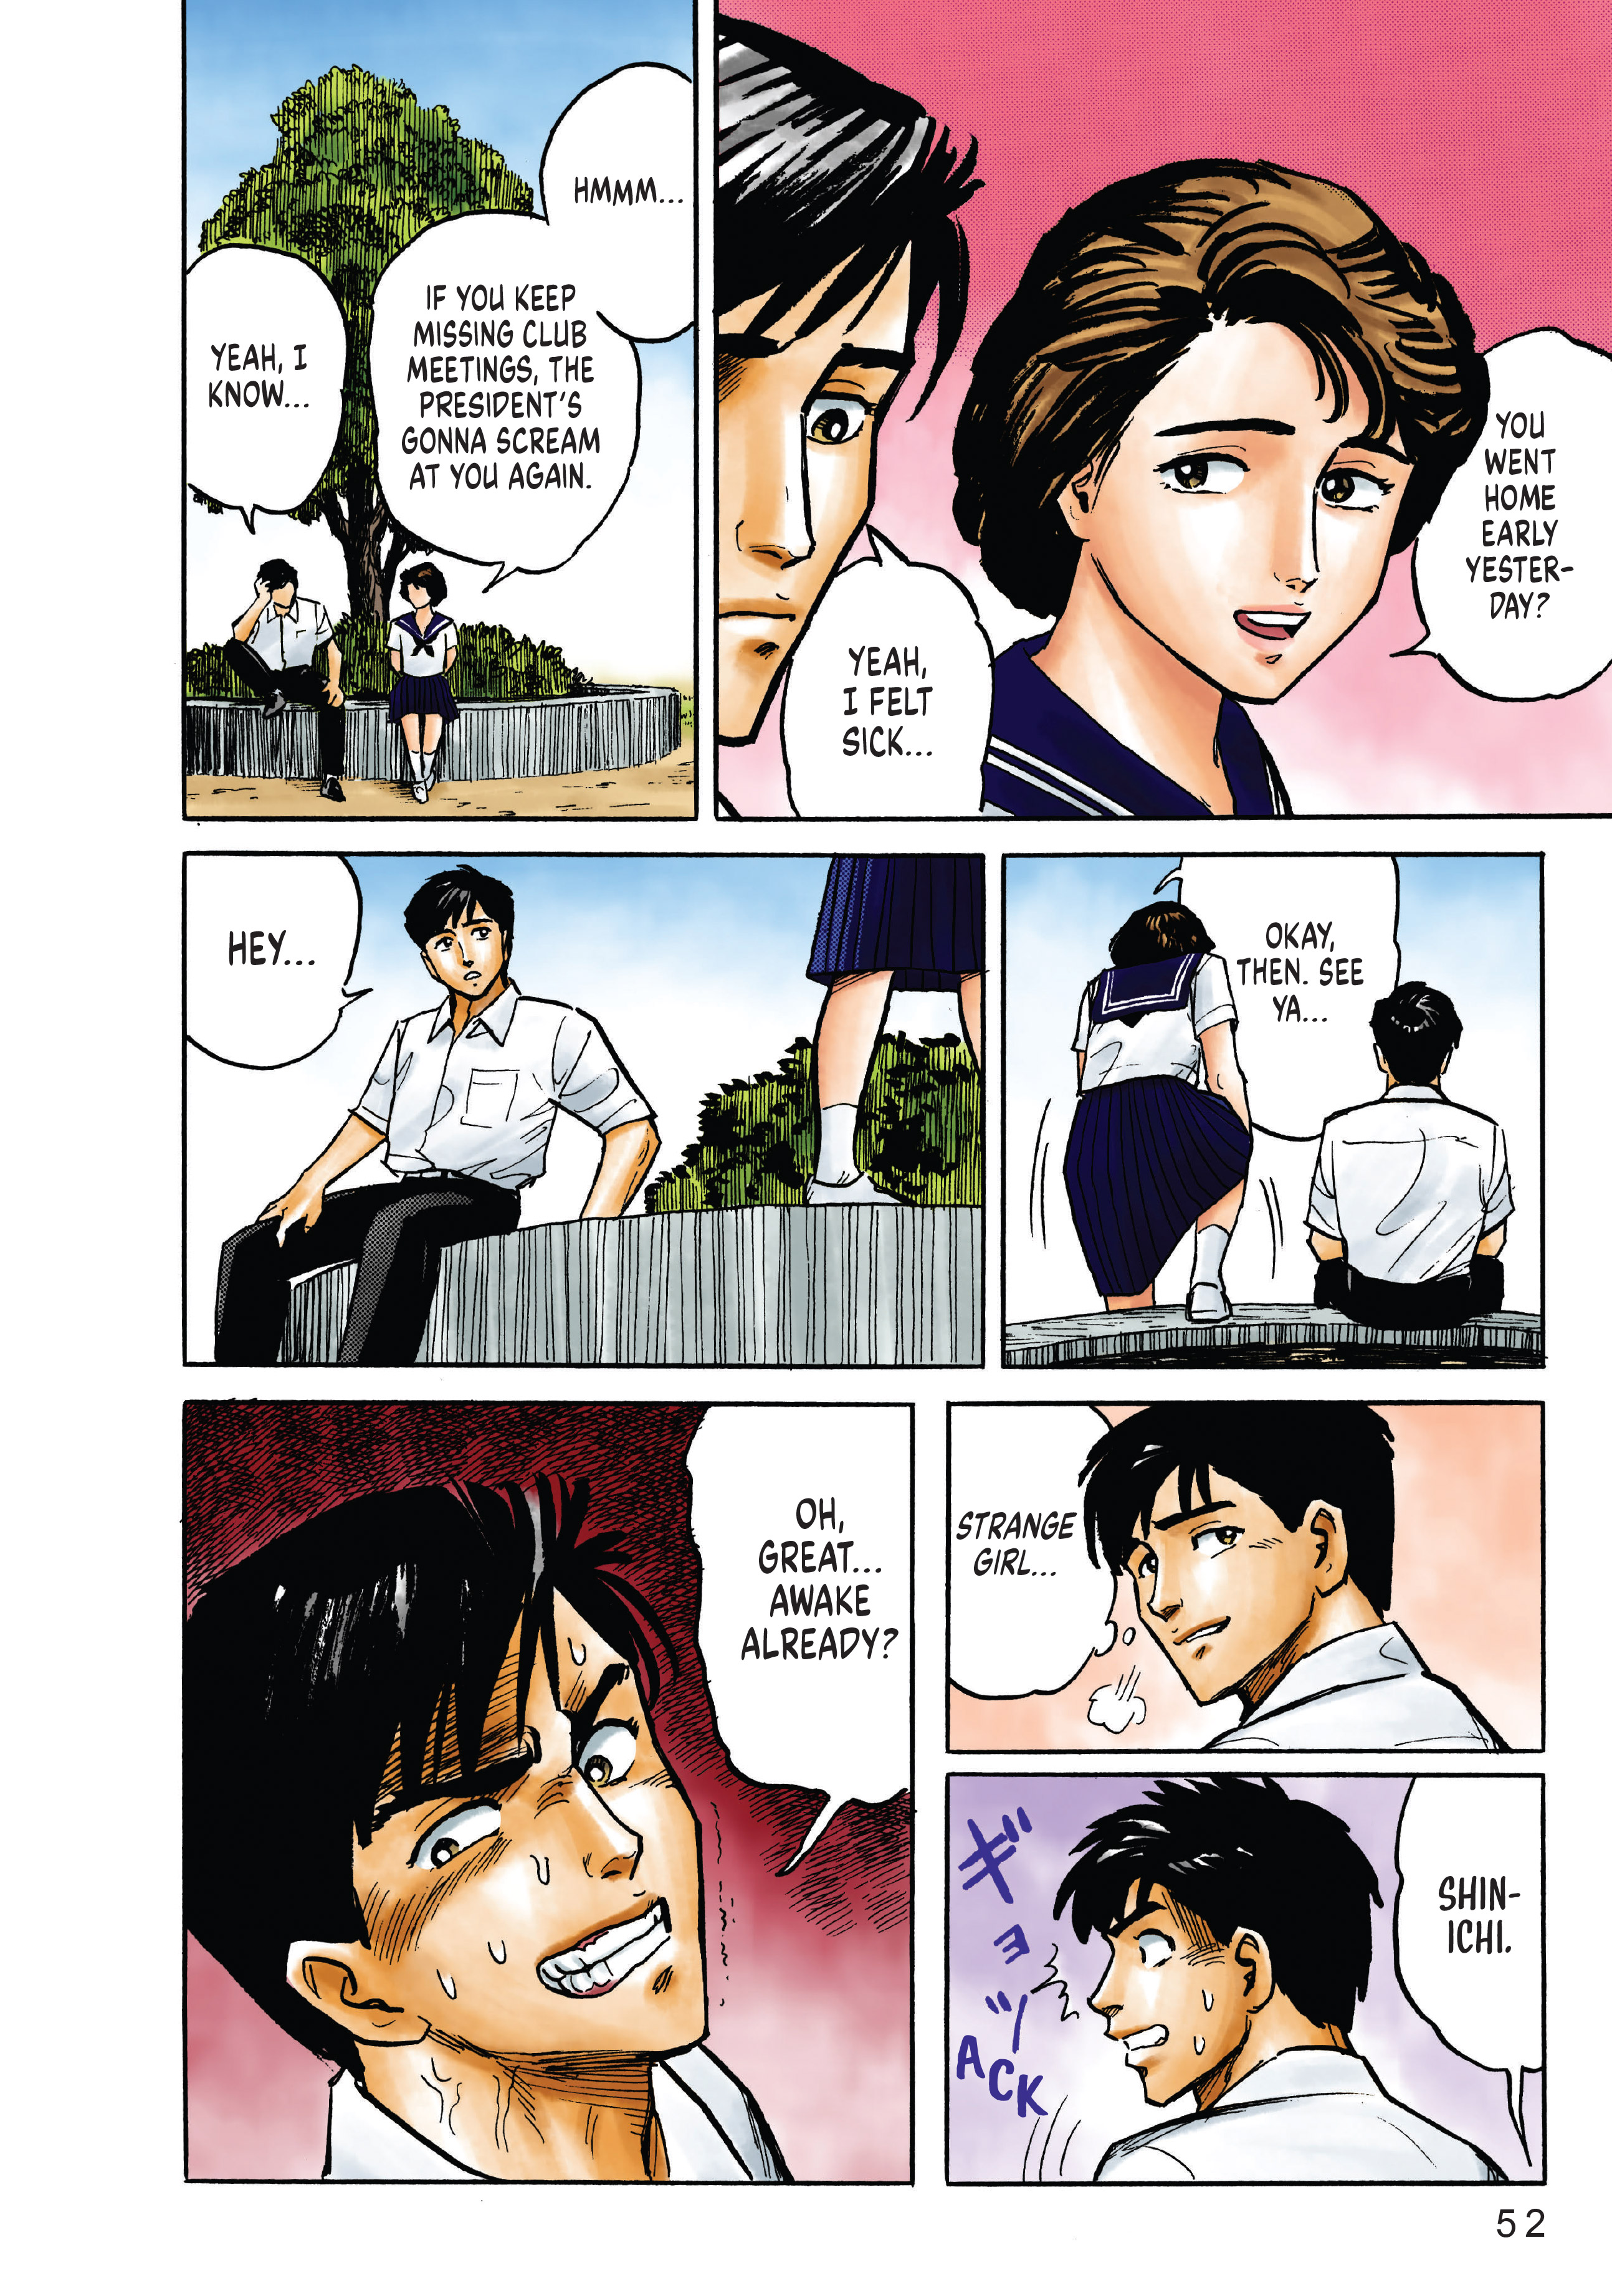 YOU
WENT
HOME
EARLY
YESTER-
DAY?
YEAH,
I FELT
SICK...
HMMM...
IF YOU KEEP
MISSING CLUB
MEETINGS, THE
PRESIDENT'S
GONNA SCREAM
AT YOU AGAIN.
YEAH, I
KNOW...
OKAY,
THEN. SEE
YA...
HEY...
STRANGE
GIRL...
SHIN-
ICHI.
ギョッ
ACK
OH,
GREAT...
AWAKE
ALREADY?
52